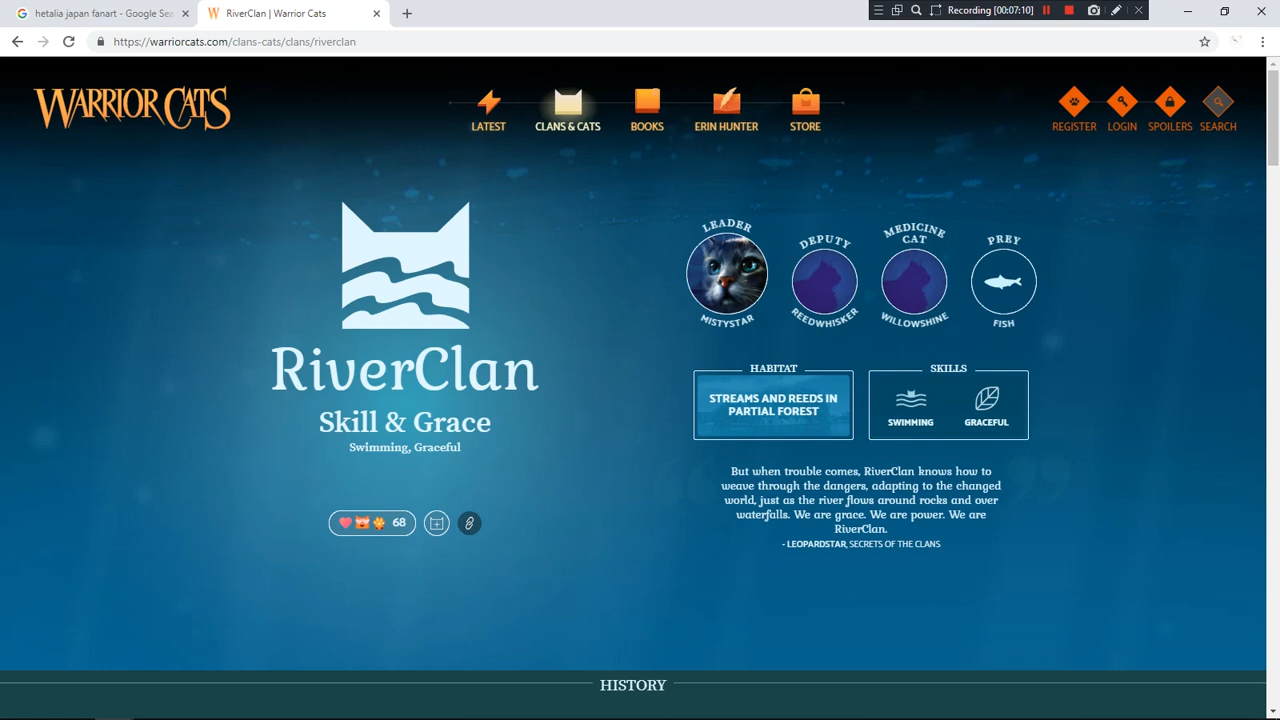 hetalia japan fanart - Google Sea
RiverClan | Warrior Cats
Recording [00:07:10]
https://warriorcats.com/clans-cats/clans/riverclan
WARRIOR CATS
LATEST
CLANS & CATS
BOOKS
ERIN HUNTER
STORE
REGISTER
LOGIN
SPOILERS
SEARCH
LEADER
MISTYSTAR
DEPUTY
REEDWHISKER
MEDICINE
CAT
WILLOWSHINE
PREY
FISH
RiverClan
Skill & Grace
Swimming, Graceful
68
HABITAT
STREAMS AND REEDS IN
PARTIAL FOREST
SKILLS
SWIMMING
GRACEFUL
But when trouble comes, RiverClan knows how to
weave through the dangers, adapting to the changed
world, just as the river flows around rocks and over
waterfalls. We are grace. We are power. We are
RiverClan.
- LEOPARDSTAR, SECRETS OF THE CLANS
HISTORY